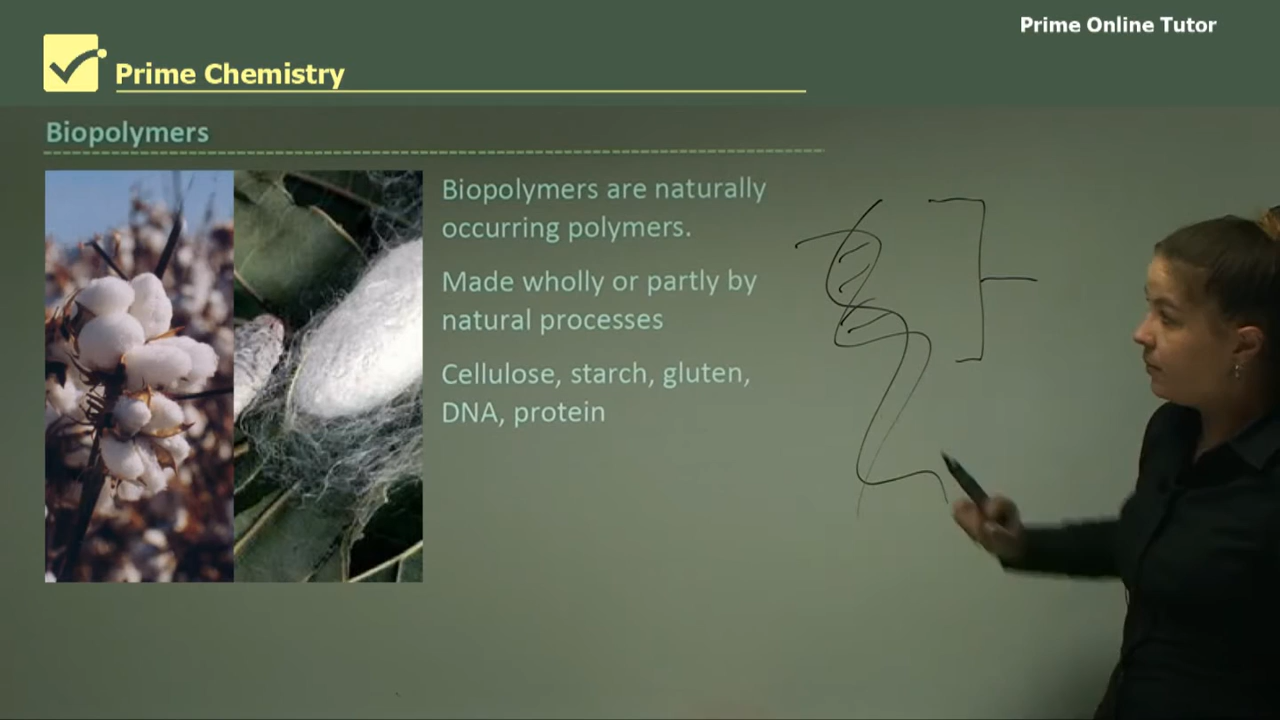 Prime Online Tutor
Prime Chemistry
Biopolymers
Biopolymers are naturally
occurring polymers.
Made wholly or partly by
natural processes
Cellulose, starch, gluten,
DNA, protein